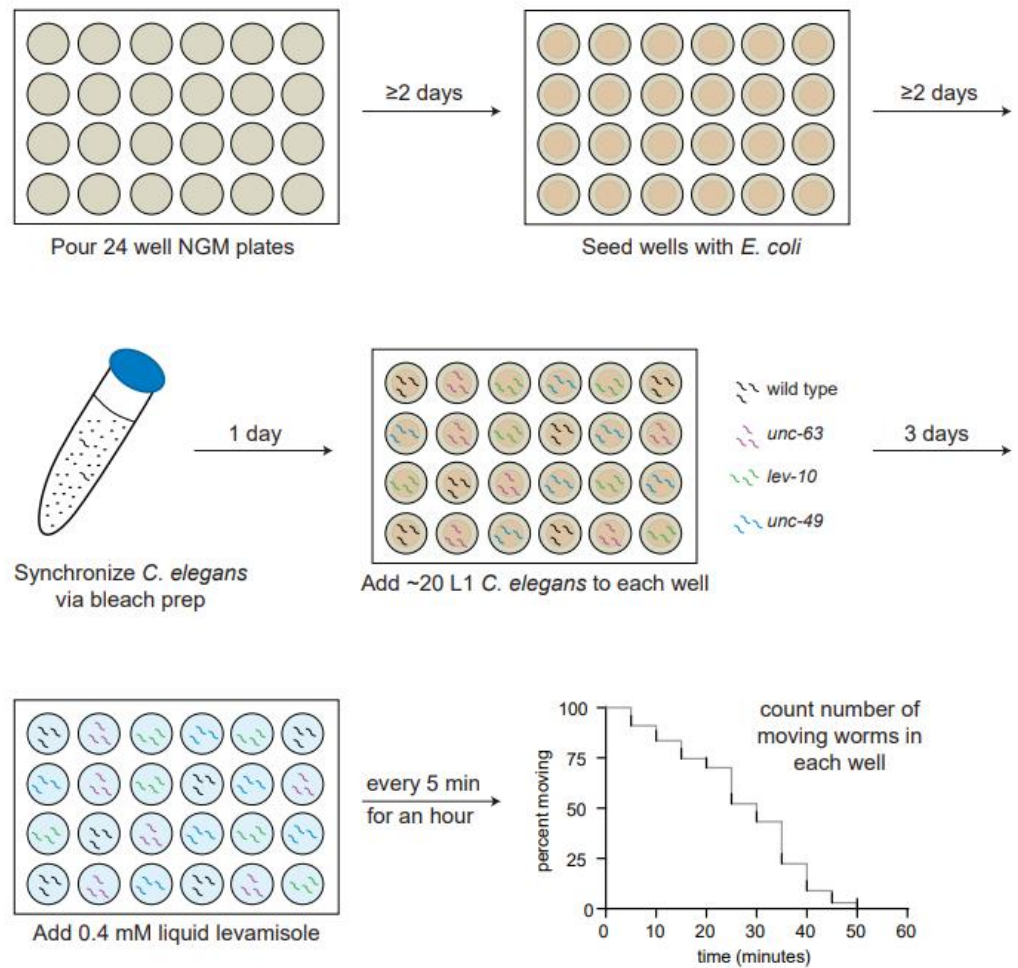 ≥2 days
≥2 days
Pour 24 well NGM plates
Seed wells with E. coli
1 day
wild type
unc-63
lev-10
unc-49
3 days
Synchronize C. elegans
via bleach prep
Add ~20 L1 C. elegans to each well
every 5 min
for an hour
Add 0.4 mM liquid levamisole
count number of
moving worms in
each well
percent moving
100
75
50
25
0
0 10 20 30 40 50 60
time (minutes)